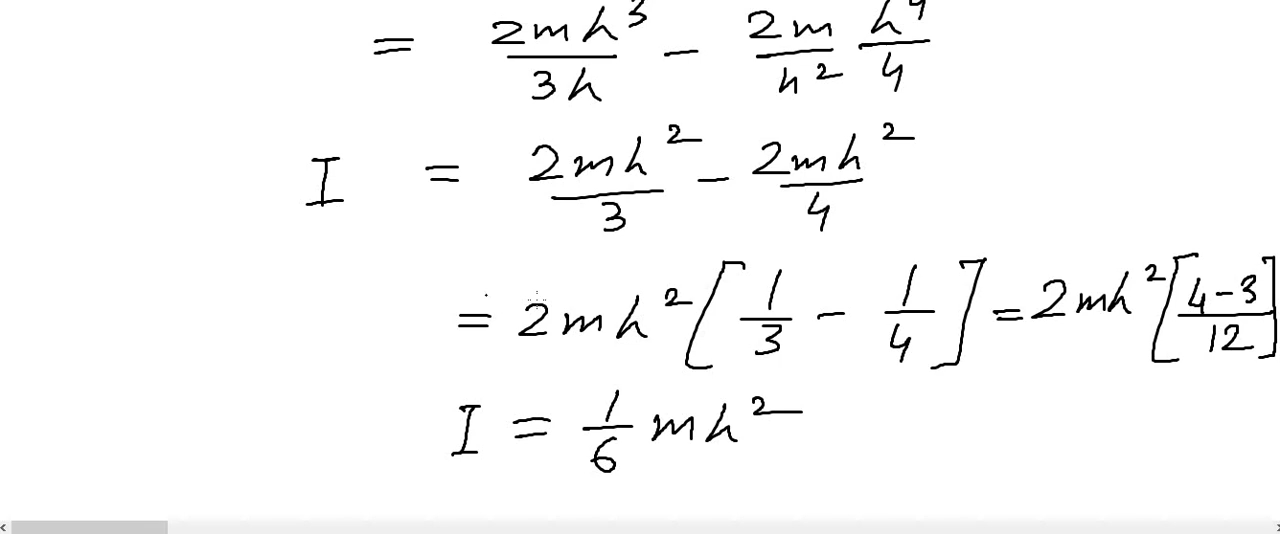 = 2mh³/3h - 2m/h² h⁴/4
I = 2mh²/3 - 2mh²/4
= 2mh² [1/3 - 1/4] = 2mh² [4-3/12]
I = 1/6 mh²